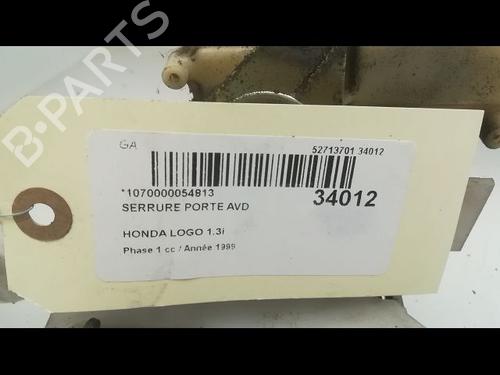 B-PARTS
GA
52713701 34012
*1070000054813
34012
SERRURE PORTE AVD
HONDA LOGO 1.3i
Phase 1 cc / Année 1999